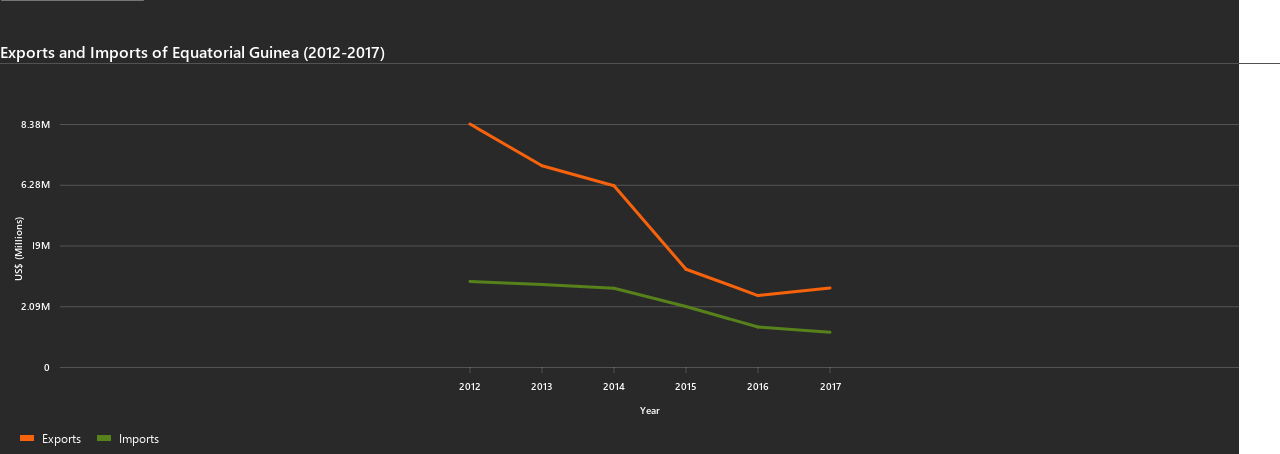 Exports and Imports of Equatorial Guinea (2012-2017)
8.38M
6.28M
19M
2.09M
0
US$ (Millions)
2012 2013 2014 2015 2016 2017
Year
Exports Imports